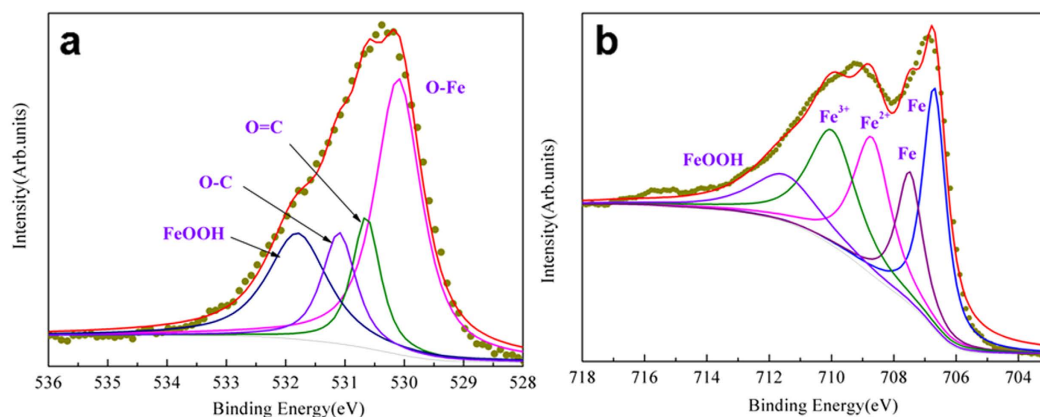 a
O-Fe
O=C
O-C
FeOOH
Intensity(Arb.units)
536 535 534 533 532 531 530 529 528
Binding Energy(eV)
b
Fe
Fe²⁺
Fe³⁺
Fe
FeOOH
Intensity(Arb.units)
718 716 714 712 710 708 706 704
Binding Energy(eV)